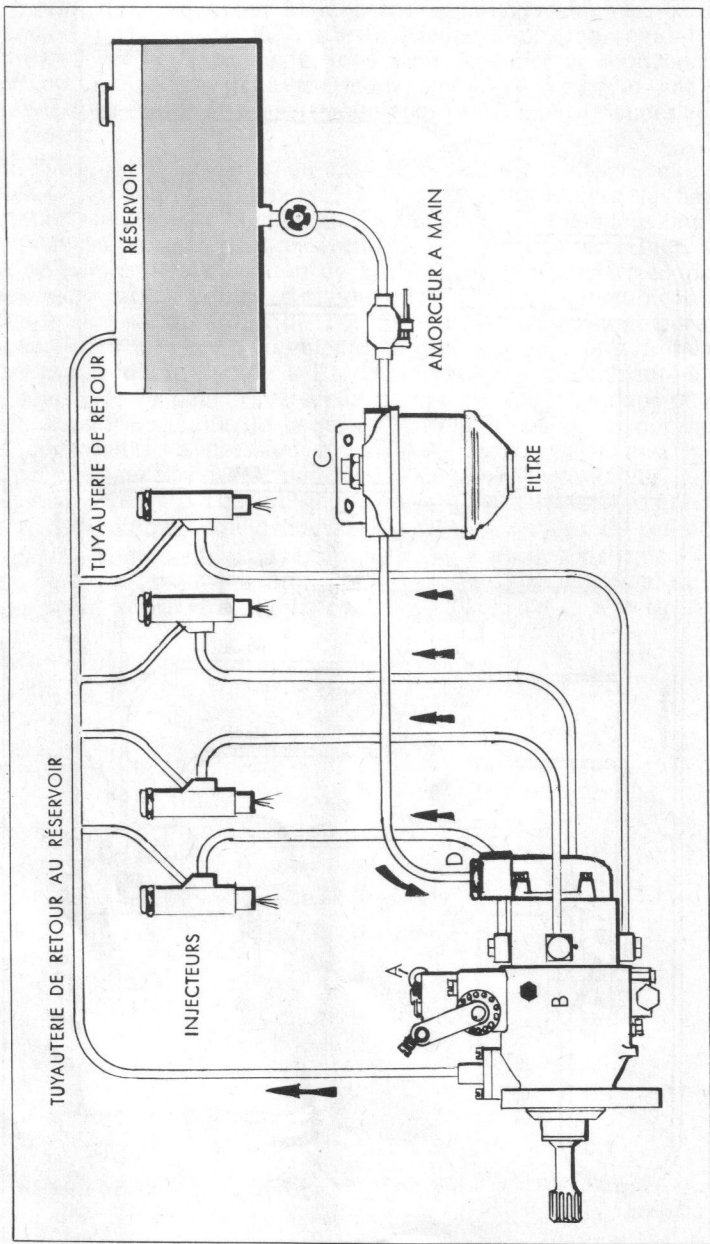 TUYAUTERIE DE RETOUR AU RÉSERVOIR
TUYAUTERIE DE RETOUR
RÉSERVOIR
INJECTEURS
AMORCEUR A MAIN
FILTRE
A
B
C
D